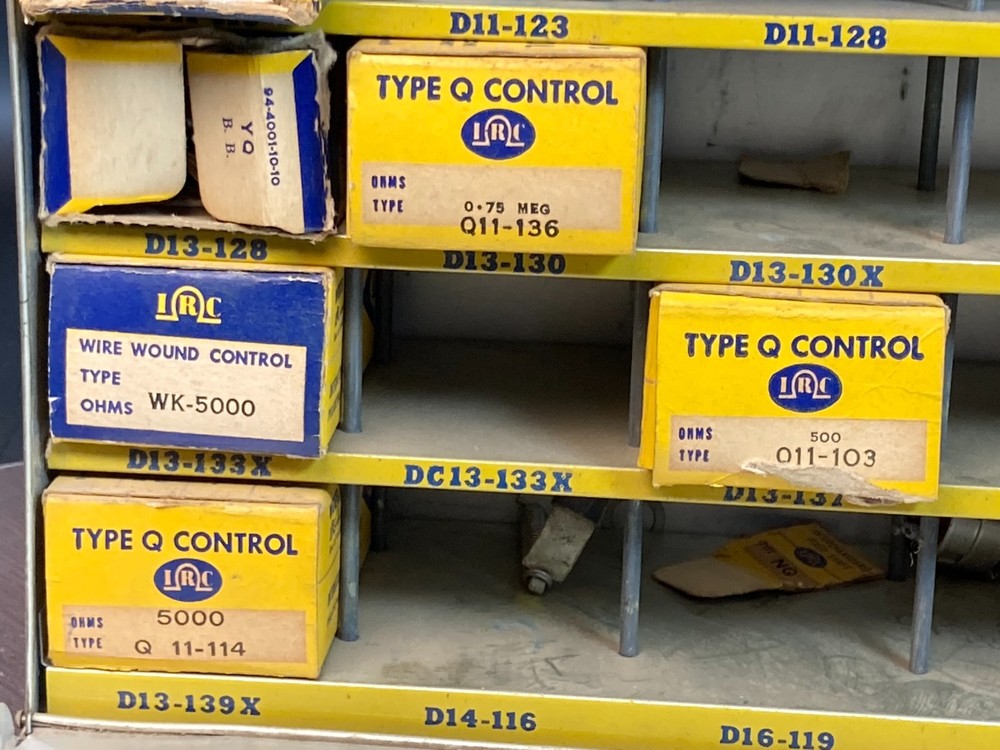 D11-123
D11-128
94-4001-10-10
YQ
B. B.
TYPE Q CONTROL
IRC
OHMS
TYPE
0·75 MEG
Q11-136
D13-128
D13-130
D13-130X
IRC
WIRE WOUND CONTROL
TYPE
OHMS WK-5000
TYPE Q CONTROL
IRC
OHMS 500
TYPE Q11-103
D13-133X
DC13-133X
D13-137
TYPE Q CONTROL
IRC
OHMS 5000
TYPE Q 11-114
D13-139X
D14-116
D16-119